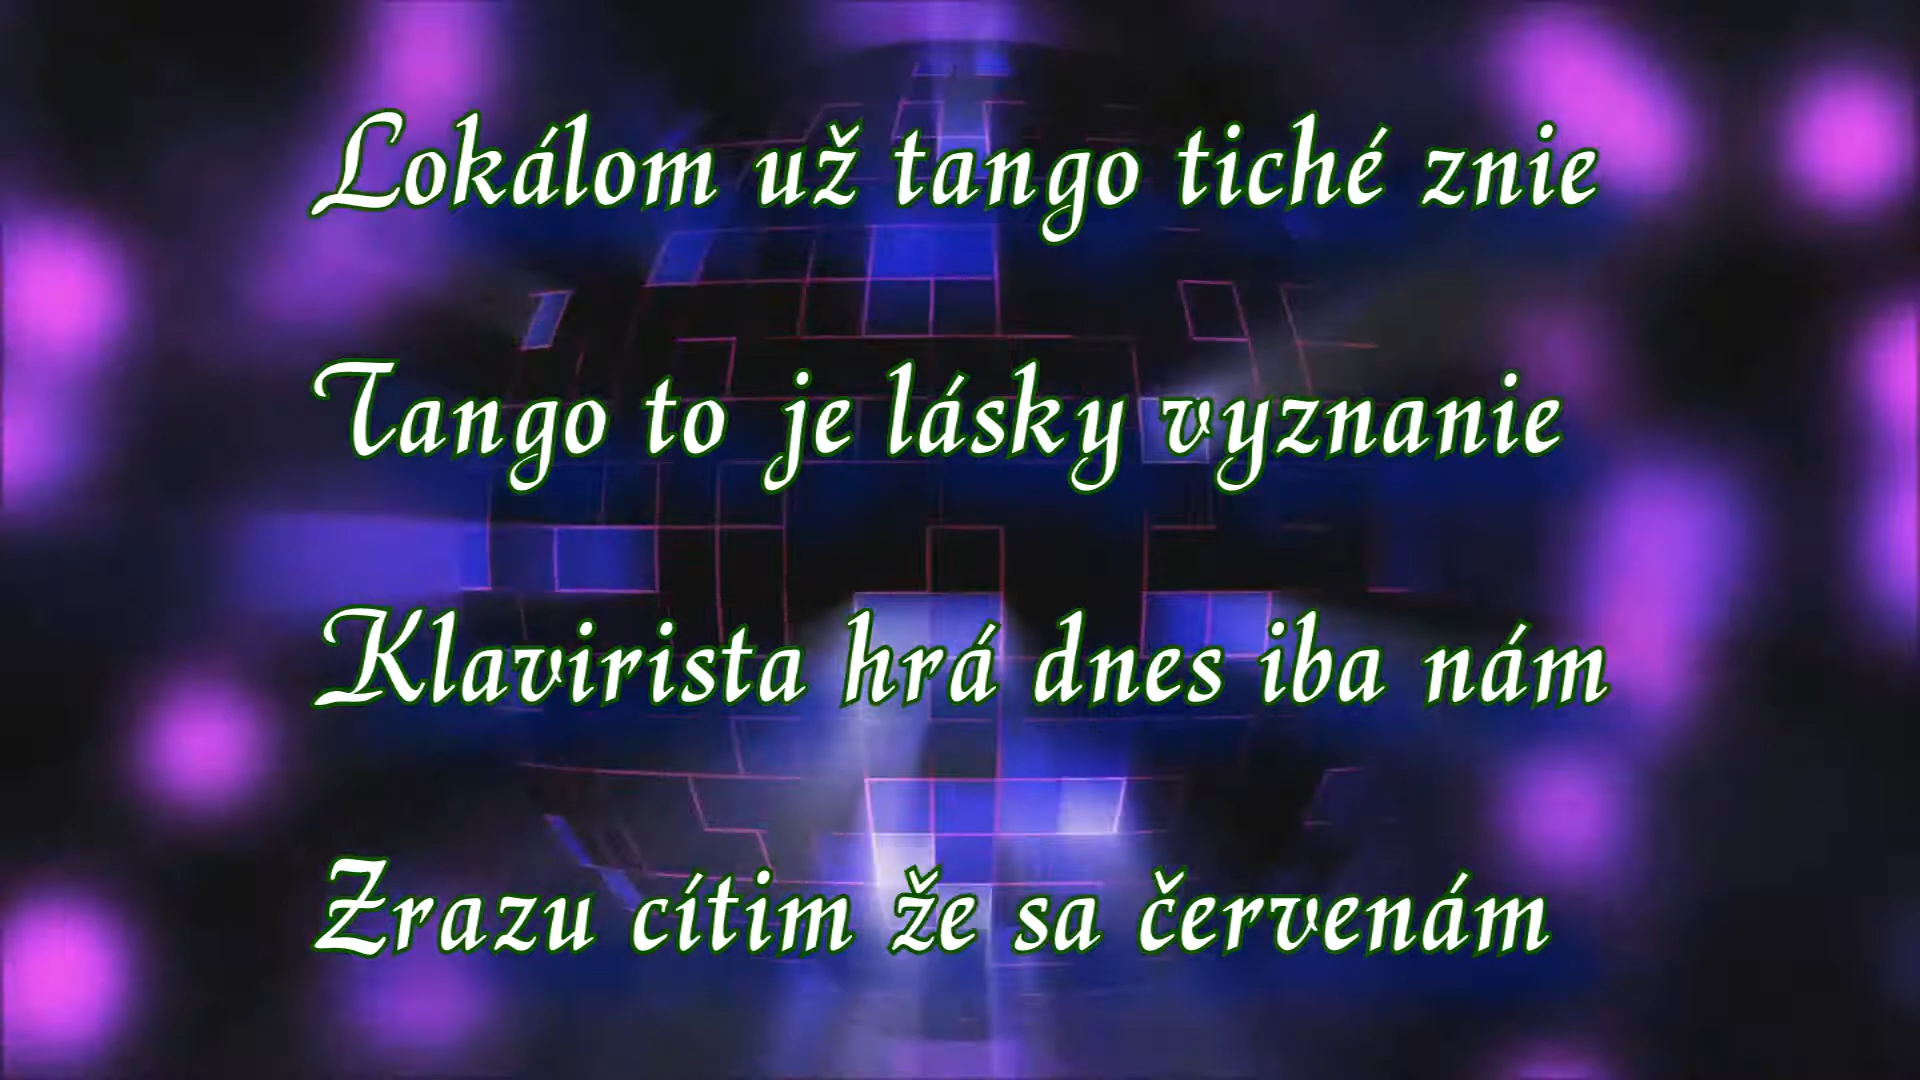 Lokálom už tango tiché znie
Tango to je lásky vyznanie
Klavirista hrá dnes iba nám
Zrazu cítim že sa červenám